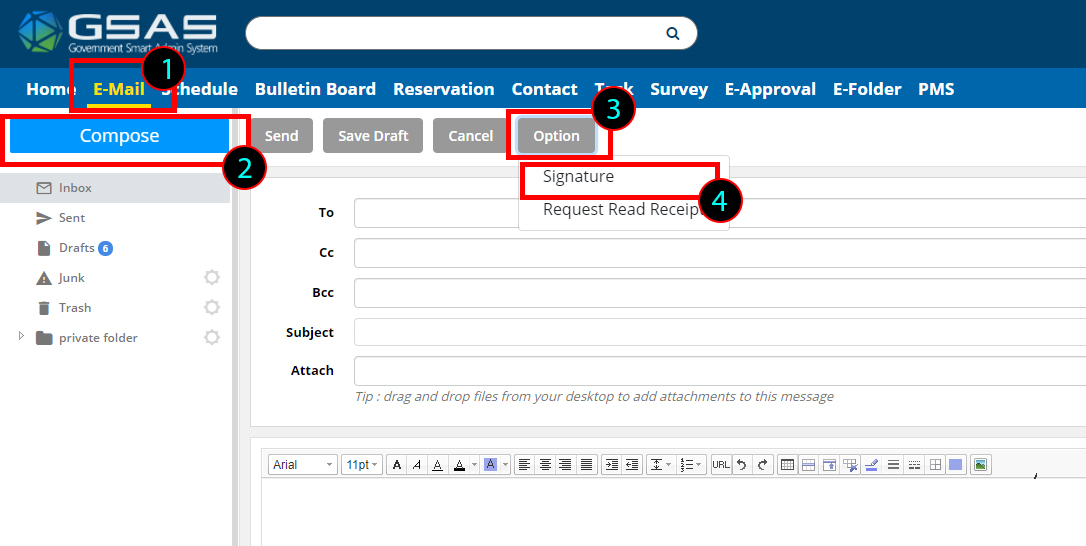 GSAS
Government Smart Admin System
1
Home E-Mail Schedule Bulletin Board Reservation Contact Task Survey E-Approval E-Folder PMS
3
Compose
Send Save Draft Cancel Option
2
Signature
4
Request Read Receipt
Inbox
Sent
Drafts 6
Junk
Trash
private folder
To
Cc
Bcc
Subject
Attach
Tip : drag and drop files from your desktop to add attachments to this message
Arial 11pt A A A A A URL